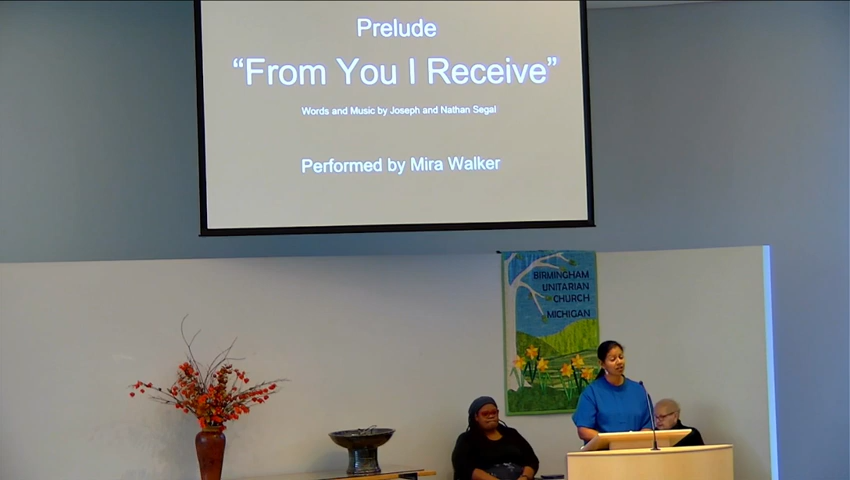 Prelude
“From You I Receive”
Words and Music by Joseph and Nathan Segal
Performed by Mira Walker
BIRMINGHAM
UNITARIAN
CHURCH
MICHIGAN